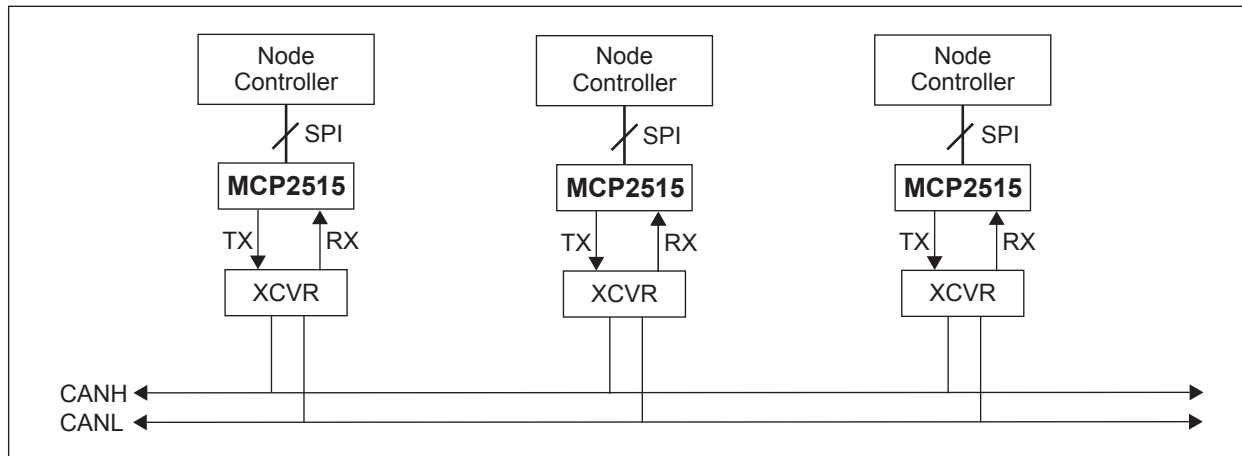 Node
Controller
Node
Controller
Node
Controller
SPI
SPI
SPI
MCP2515
MCP2515
MCP2515
TX
RX
TX
RX
TX
RX
XCVR
XCVR
XCVR
CANH
CANL